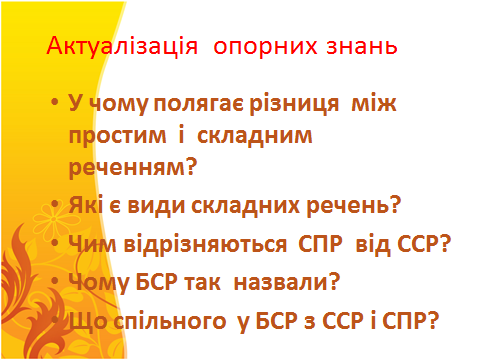 Актуалізація опорних знань
• У чому полягає різниця між
простим і складним
реченням?
• Які є види складних речень?
• Чим відрізняються СПР від ССР?
• Чому БСР так назвали?
• Що спільного у БСР з ССР і СПР?